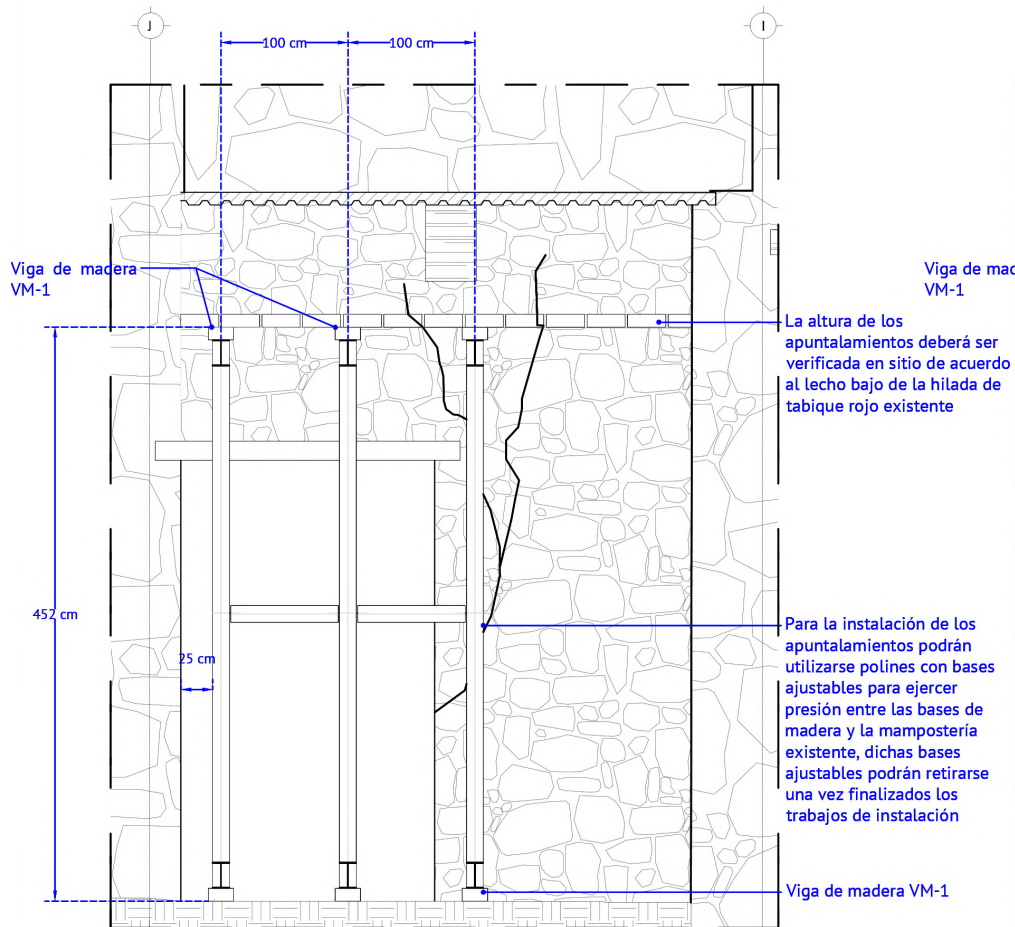 J
I
100 cm
100 cm
Viga de madera
VM-1
Viga de mad
VM-1
La altura de los
apuntalamientos deberá ser
verificada en sitio de acuerdo
al lecho bajo de la hilada de
tabique rojo existente
452 cm
25 cm
Para la instalación de los
apuntalamientos podrán
utilizarse polines con bases
ajustables para ejercer
presión entre las bases de
madera y la mampostería
existente, dichas bases
ajustables podrán retirarse
una vez finalizados los
trabajos de instalación
Viga de madera VM-1